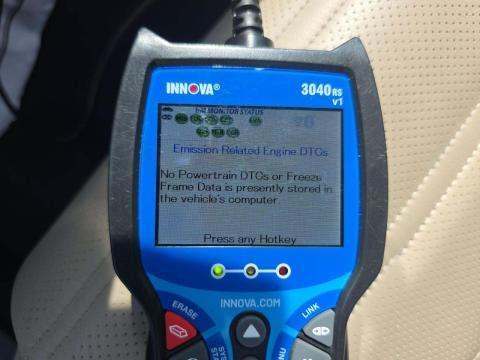 INNOVA®
3040RS
v1
I/M MONITOR STATUS
Emission Related Engine DTCs
No Powertrain DTCs or Freeze
Frame Data is presently stored in
the vehicle's computer
Press any Hotkey
INNOVA.COM
ERASE
LINK